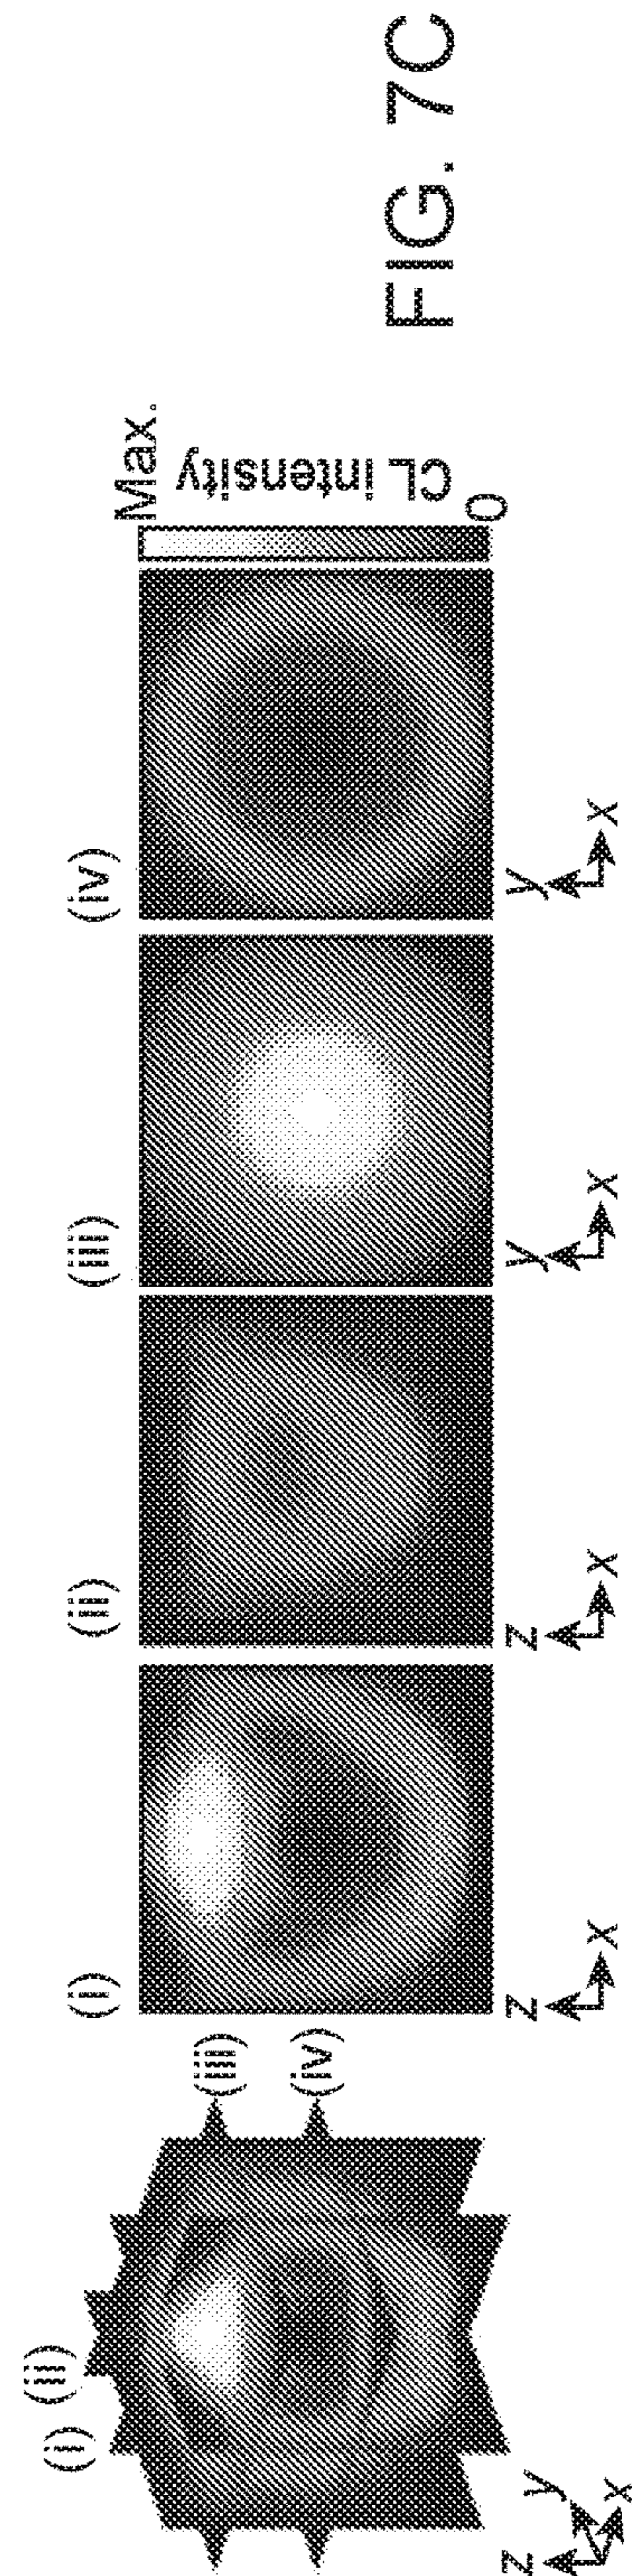 (i)
(ii)
(iii)
(iv)
z
y
x
(i)
z
x
(ii)
z
x
(iii)
y
x
(iv)
y
x
Max.
CL intensity
0
FIG. 7C